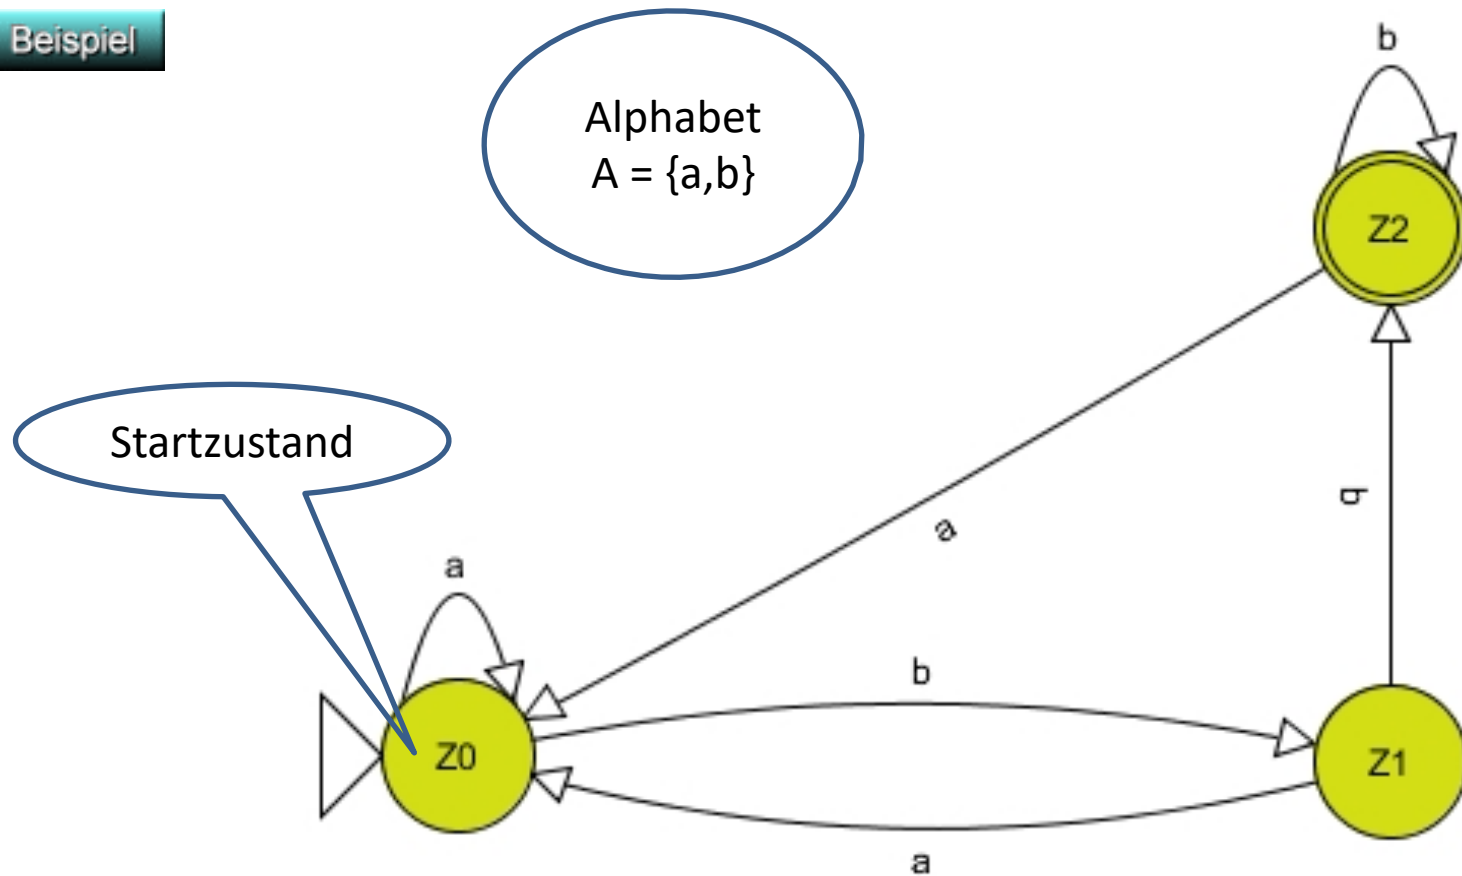 Beispiel
Alphabet
A = {a,b}
b
Z2
Startzustand
a
b
a
b
Z0
Z1
a